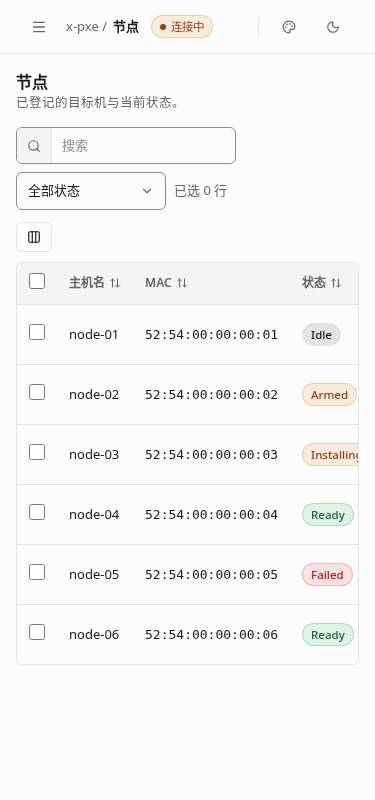 x-pxe / 节点 连接中
节点
已登记的目标机与当前状态。
搜索
全部状态 已选 0 行
主机名 MAC 状态
node-01 52:54:00:00:00:01 Idle
node-02 52:54:00:00:00:02 Armed
node-03 52:54:00:00:00:03 Installing
node-04 52:54:00:00:00:04 Ready
node-05 52:54:00:00:00:05 Failed
node-06 52:54:00:00:00:06 Ready